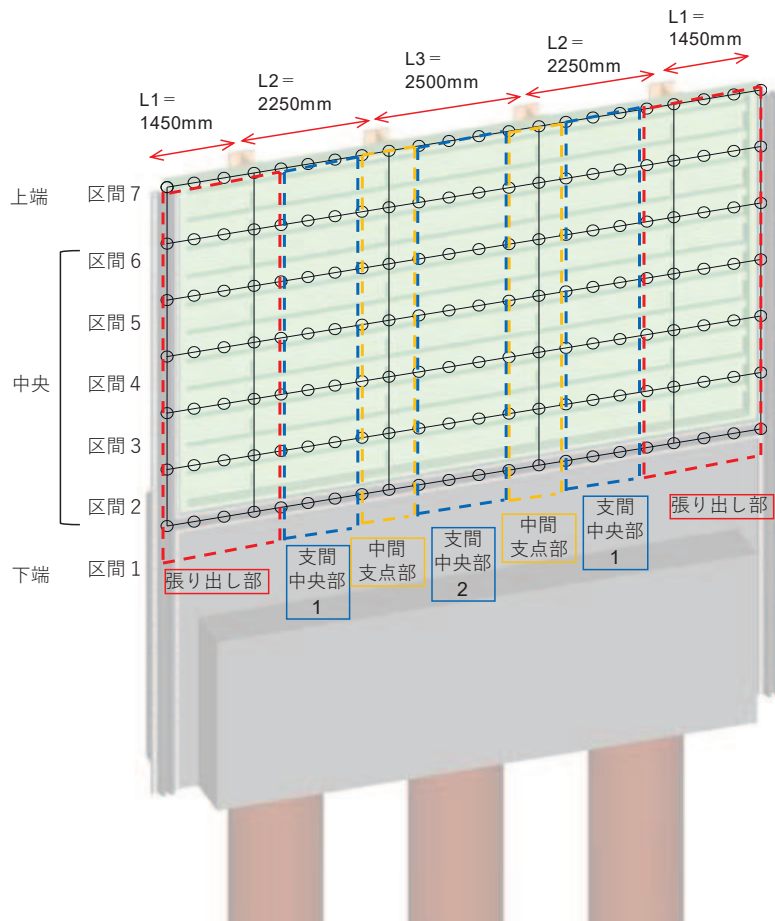 L1＝
1450mm
L2＝
2250mm
L3＝
2500mm
L2＝
2250mm
L1＝
1450mm
上端
区間 7
区間 6
区間 5
中央
区間 4
区間 3
区間 2
下端
区間 1
張り出し部
支間
中央部
1
中間
支点部
支間
中央部
2
中間
支点部
支間
中央部
1
張り出し部